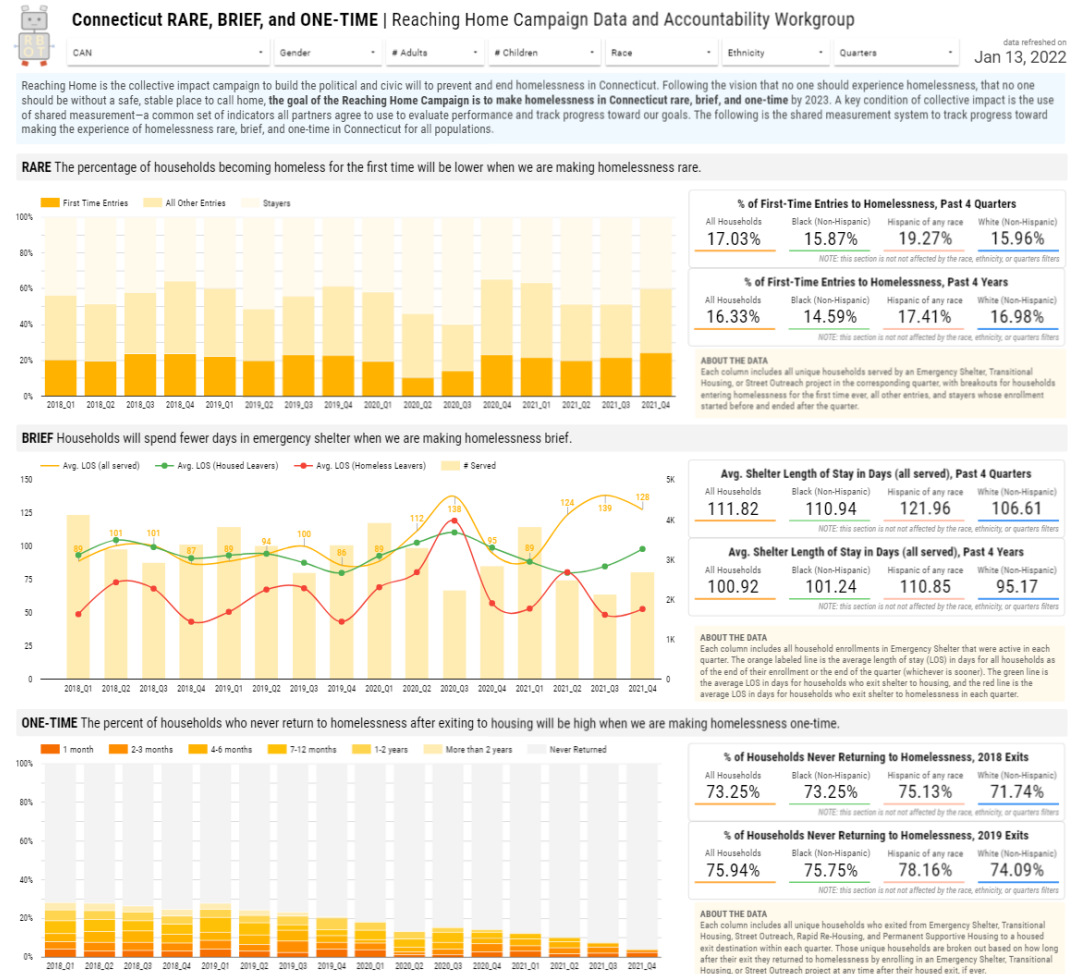 Connecticut RARE, BRIEF, and ONE-TIME | Reaching Home Campaign Data and Accountability Workgroup
RB
OT
CAN
Gender
# Adults
# Children
Race
Ethnicity
Quarters
data refreshed on
Jan 13, 2022
Reaching Home is the collective impact campaign to build the political and civic will to prevent and end homelessness in Connecticut. Following the vision that no one should experience homelessness, that no one
should be without a safe, stable place to call home, the goal of the Reaching Home Campaign is to make homelessness in Connecticut rare, brief, and one-time by 2023. A key condition of collective impact is the use
of shared measurement—a common set of indicators all partners agree to use to evaluate performance and track progress toward our goals. The following is the shared measurement system to track progress toward
making the experience of homelessness rare, brief, and one-time in Connecticut for all populations.
RARE The percentage of households becoming homeless for the first time will be lower when we are making homelessness rare.
First Time Entries All Other Entries Stayers
100%
80%
60%
40%
20%
0%
2018_Q1 2018_Q2 2018_Q3 2018_Q4 2019_Q1 2019_Q2 2019_Q3 2019_Q4 2020_Q1 2020_Q2 2020_Q3 2020_Q4 2021_Q1 2021_Q2 2021_Q3 2021_Q4
% of First-Time Entries to Homelessness, Past 4 Quarters
All Households Black (Non-Hispanic) Hispanic of any race White (Non-Hispanic)
17.03% 15.87% 19.27% 15.96%
NOTE: this section is not not affected by the race, ethnicity, or quarters filters
% of First-Time Entries to Homelessness, Past 4 Years
All Households Black (Non-Hispanic) Hispanic of any race White (Non-Hispanic)
16.33% 14.59% 17.41% 16.98%
NOTE: this section is not not affected by the race, ethnicity, or quarters filters
ABOUT THE DATA
Each column includes all unique households served by an Emergency Shelter, Transitional
Housing, or Street Outreach project in the corresponding quarter, with breakouts for households
entering homelessness for the first time ever, all other entries, and stayers whose enrollment
started before and ended after the quarter.
BRIEF Households will spend fewer days in emergency shelter when we are making homelessness brief.
Avg. LOS (all served) Avg. LOS (Housed Leavers) Avg. LOS (Homeless Leavers) # Served
150
125
100
75
50
25
0
89 101 101 87 89 94 100 86 89 112 138 95 89 124 139 128
5K
4K
3K
2K
1K
0
2018_Q1 2018_Q2 2018_Q3 2018_Q4 2019_Q1 2019_Q2 2019_Q3 2019_Q4 2020_Q1 2020_Q2 2020_Q3 2020_Q4 2021_Q1 2021_Q2 2021_Q3 2021_Q4
Avg. Shelter Length of Stay in Days (all served), Past 4 Quarters
All Households Black (Non-Hispanic) Hispanic of any race White (Non-Hispanic)
111.82 110.94 121.96 106.61
NOTE: this section is not not affected by the race, ethnicity, or quarters filters
Avg. Shelter Length of Stay in Days (all served), Past 4 Years
All Households Black (Non-Hispanic) Hispanic of any race White (Non-Hispanic)
100.92 101.24 110.85 95.17
NOTE: this section is not not affected by the race, ethnicity, or quarters filters
ABOUT THE DATA
Each column includes all household enrollments in Emergency Shelter that were active in each
quarter. The orange labeled line is the average length of stay (LOS) in days for all households as
of the end of their enrollment or the end of the quarter (whichever is sooner). The green line is
the average LOS in days for households who exit shelter to housing, and the red line is the
average LOS in days for households who exit shelter to homelessness in each quarter.
ONE-TIME The percent of households who never return to homelessness after exiting to housing will be high when we are making homelessness one-time.
1 month 2-3 months 4-6 months 7-12 months 1-2 years More than 2 years Never Returned
100%
80%
60%
40%
20%
0%
2018_Q1 2018_Q2 2018_Q3 2018_Q4 2019_Q1 2019_Q2 2019_Q3 2019_Q4 2020_Q1 2020_Q2 2020_Q3 2020_Q4 2021_Q1 2021_Q2 2021_Q3 2021_Q4
% of Households Never Returning to Homelessness, 2018 Exits
All Households Black (Non-Hispanic) Hispanic of any race White (Non-Hispanic)
73.25% 73.25% 75.13% 71.74%
NOTE: this section is not not affected by the race, ethnicity, or quarters filters
% of Households Never Returning to Homelessness, 2019 Exits
All Households Black (Non-Hispanic) Hispanic of any race White (Non-Hispanic)
75.94% 75.75% 78.16% 74.09%
NOTE: this section is not not affected by the race, ethnicity, or quarters filters
ABOUT THE DATA
Each column includes all unique households who exited from Emergency Shelter, Transitional
Housing, Street Outreach, Rapid Re-Housing, and Permanent Supportive Housing to a housed
exit destination within each quarter. Those unique households are broken out based on how long
after their exit they returned to homelessness by enrolling in an Emergency Shelter, Transitional
Housing, or Street Outreach project at any time after their housed exit, if ever.